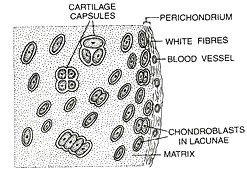 CARTILAGE
CAPSULES
PERICHONDRIUM
WHITE FIBRES
BLOOD VESSEL
CHONDROBLASTS
IN LACUNAE
MATRIX